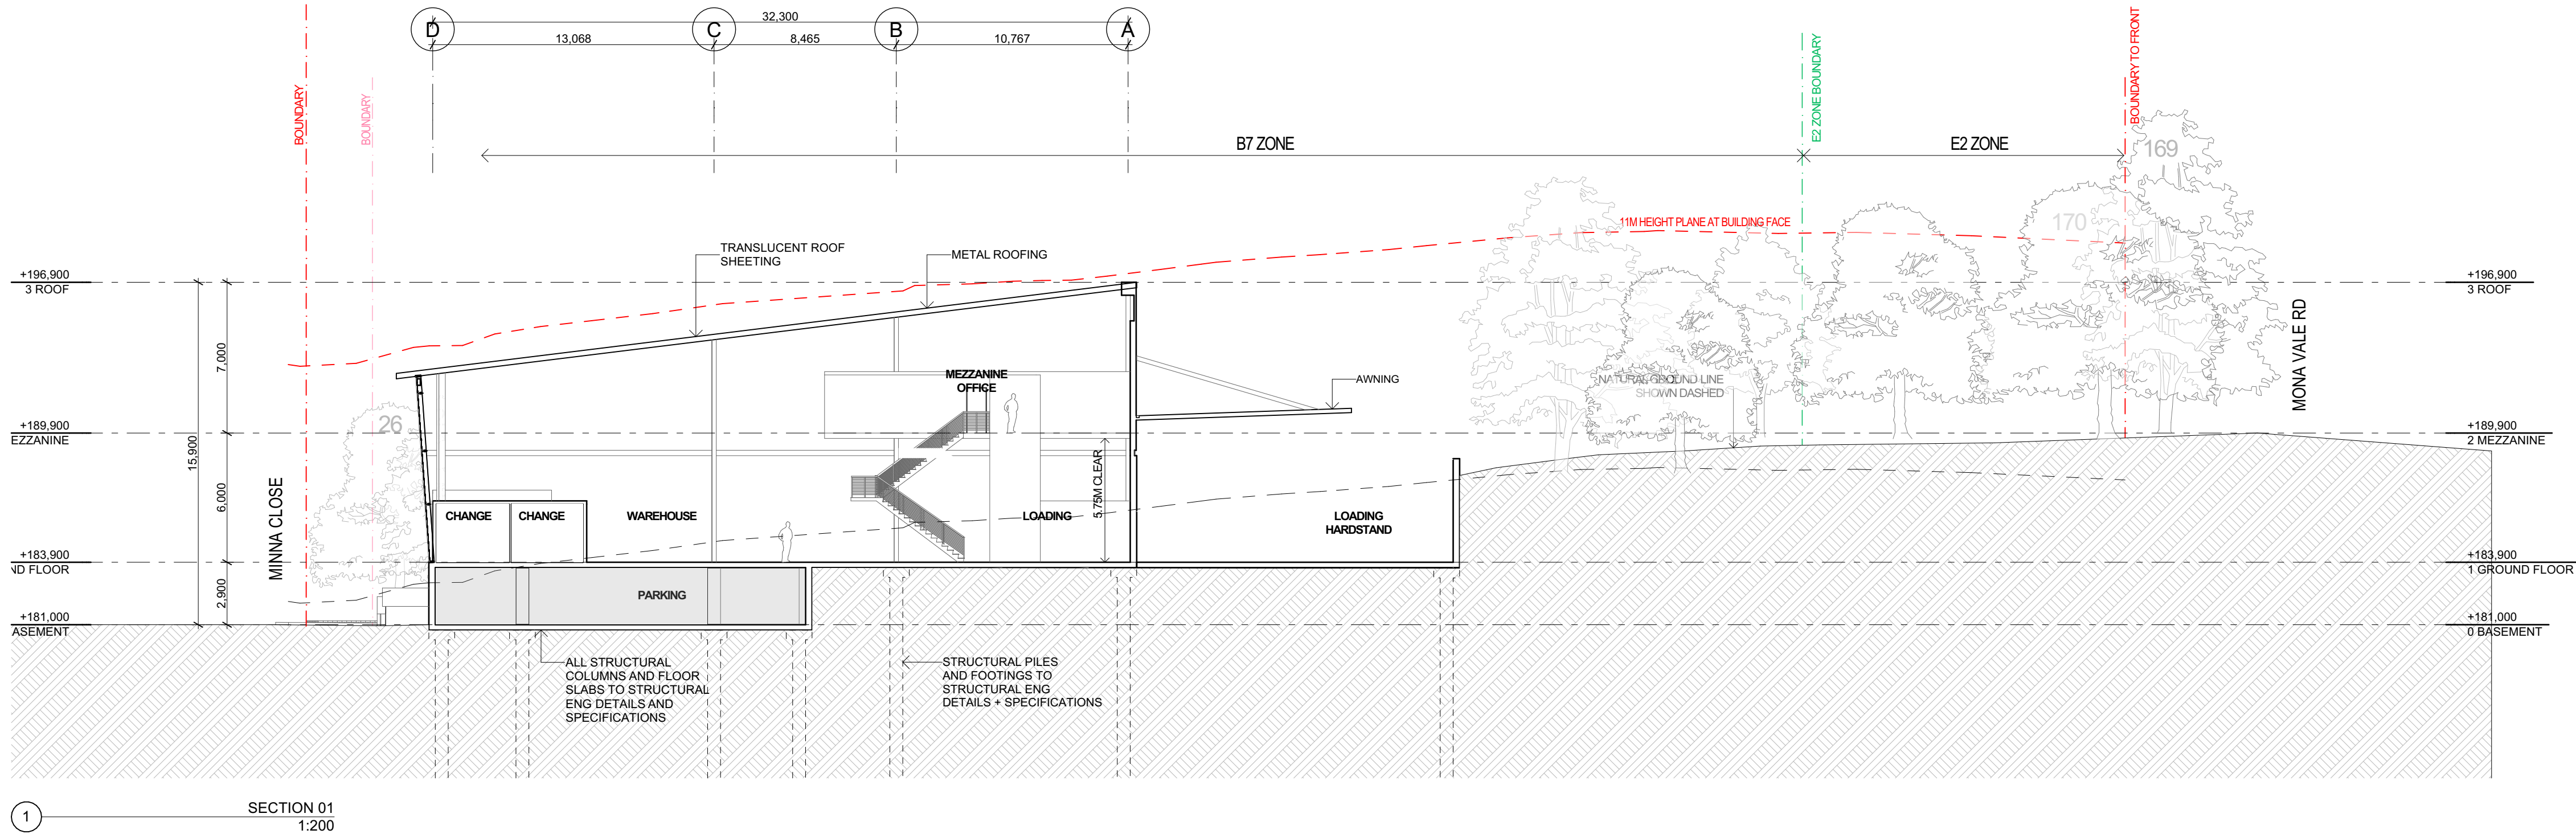 BOUNDARY
BOUNDARY
D
C
B
A
32,300
13,068
8,465
10,767
E2 ZONE BOUNDARY
BOUNDARY TO FRONT
B7 ZONE
E2 ZONE
169
170
11M HEIGHT PLANE AT BUILDING FACE
TRANSLUCENT ROOF
SHEETING
METAL ROOFING
+196,900
3 ROOF
+196,900
3 ROOF
7,000
15,900
6,000
2,900
MEZZANINE
OFFICE
AWNING
NATURAL GROUND LINE
SHOWN DASHED
MONA VALE RD
26
+189,900
EZZANINE
+189,900
2 MEZZANINE
MINNA CLOSE
5.75M CLEAR
CHANGE
CHANGE
WAREHOUSE
LOADING
LOADING
HARDSTAND
+183,900
ND FLOOR
+183,900
1 GROUND FLOOR
PARKING
+181,000
ASEMENT
+181,000
0 BASEMENT
ALL STRUCTURAL
COLUMNS AND FLOOR
SLABS TO STRUCTURAL
ENG DETAILS AND
SPECIFICATIONS
STRUCTURAL PILES
AND FOOTINGS TO
STRUCTURAL ENG
DETAILS + SPECIFICATIONS
1
SECTION 01
1:200